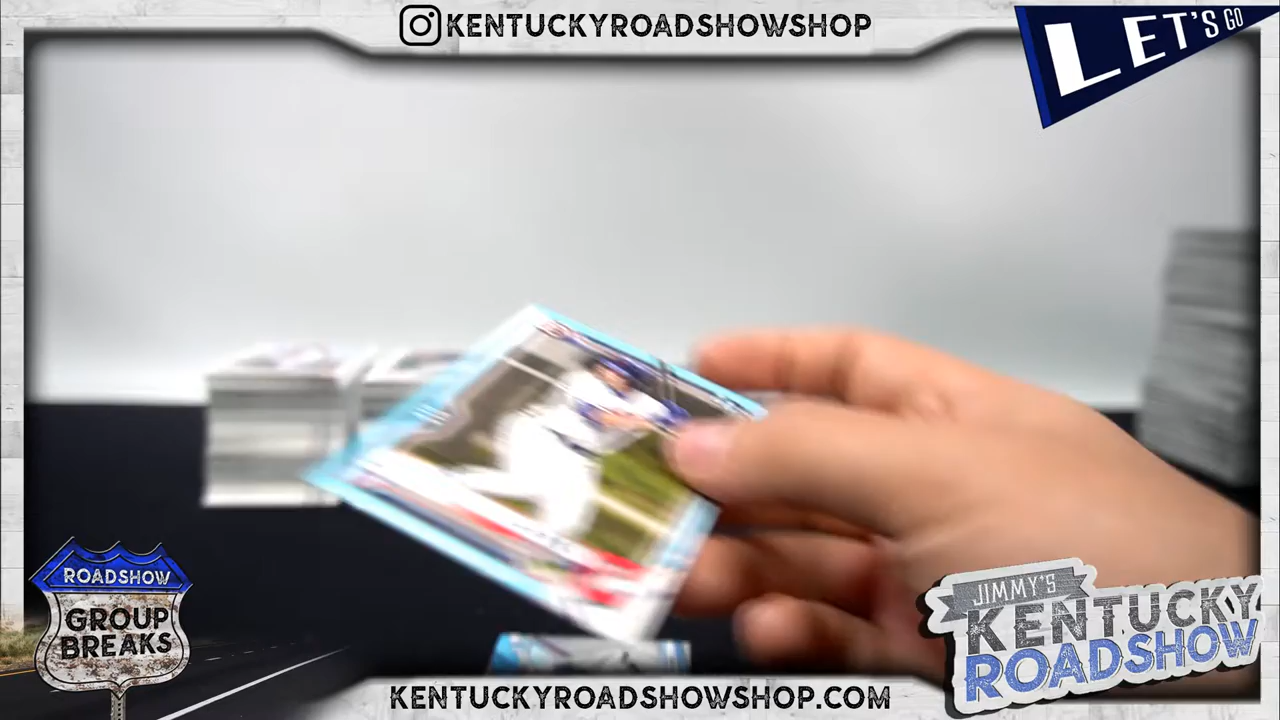 KENTUCKYROADSHOWSHOP
LET'S GO
ROADSHOW
GROUP
BREAKS
JIMMY'S
KENTUCKY
ROADSHOW
KENTUCKYROADSHOWSHOP.COM